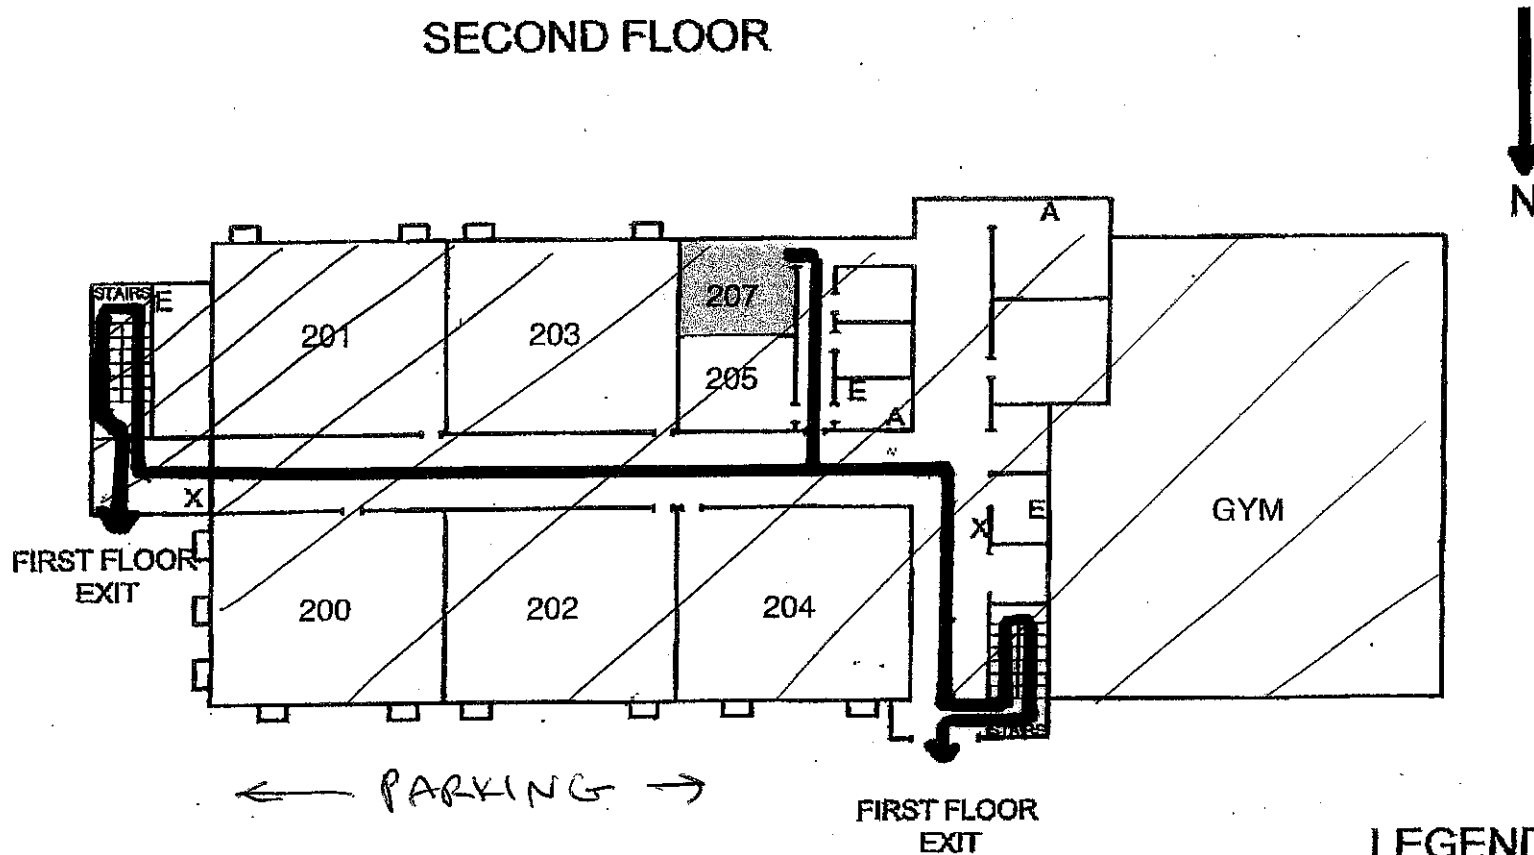 SECOND FLOOR
N
A
STAIRS E
207
201
203
205
E
A
X
E
X
GYM
FIRST FLOOR
EXIT
200
202
204
STAIRS
← PARKING →
FIRST FLOOR
EXIT
LEGEND